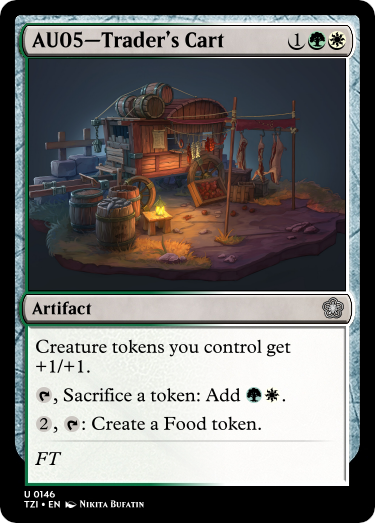 AU05—Trader's Cart 1
Artifact
Creature tokens you control get
+1/+1.
, Sacrifice a token: Add .
2, : Create a Food token.
FT
U 0146
TZI • EN Nikita Bufatin